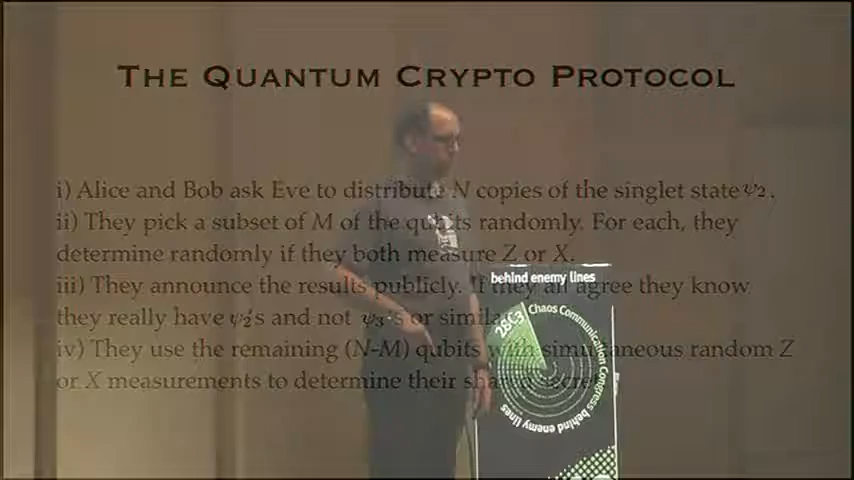 THE QUANTUM CRYPTO PROTOCOL
i) Alice and Bob ask Eve to distribute N copies of the singlet state ψ₂.
ii) They pick a subset of M of the qubits randomly. For each, they
determine randomly if they both measure Z or X.
iii) They announce the results publicly. If they all agree they know
they really have ψ₂'s and not ψ₃'s or similar
iv) They use the remaining (N-M) qubits with simultaneous random Z
or X measurements to determine their shared secret
behind enemy lines
28C3 Chaos Communication Congress
behind enemy lines